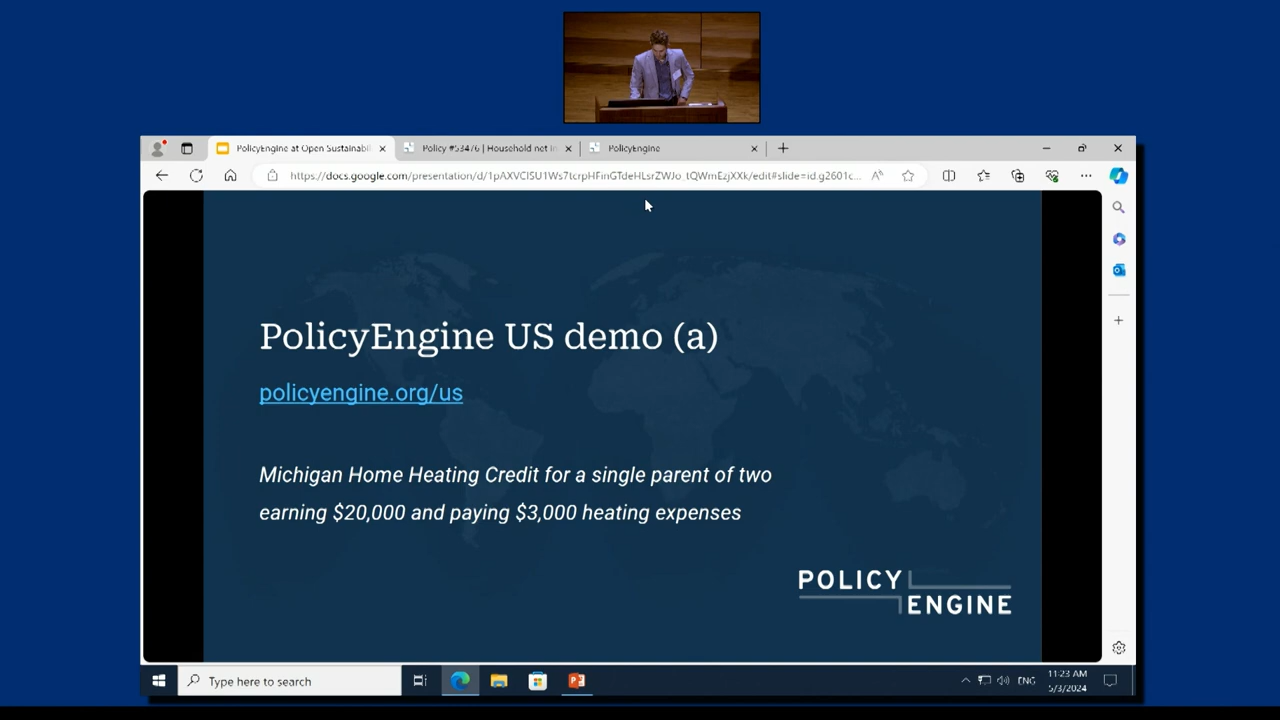 PolicyEngine at Open Sustainabil
Policy #53476 | Household net in
PolicyEngine
PolicyEngine US demo (a)
policyengine.org/us
Michigan Home Heating Credit for a single parent of two
earning $20,000 and paying $3,000 heating expenses
POLICY
ENGINE
Type here to search
ENG
11:23 AM
5/3/2024